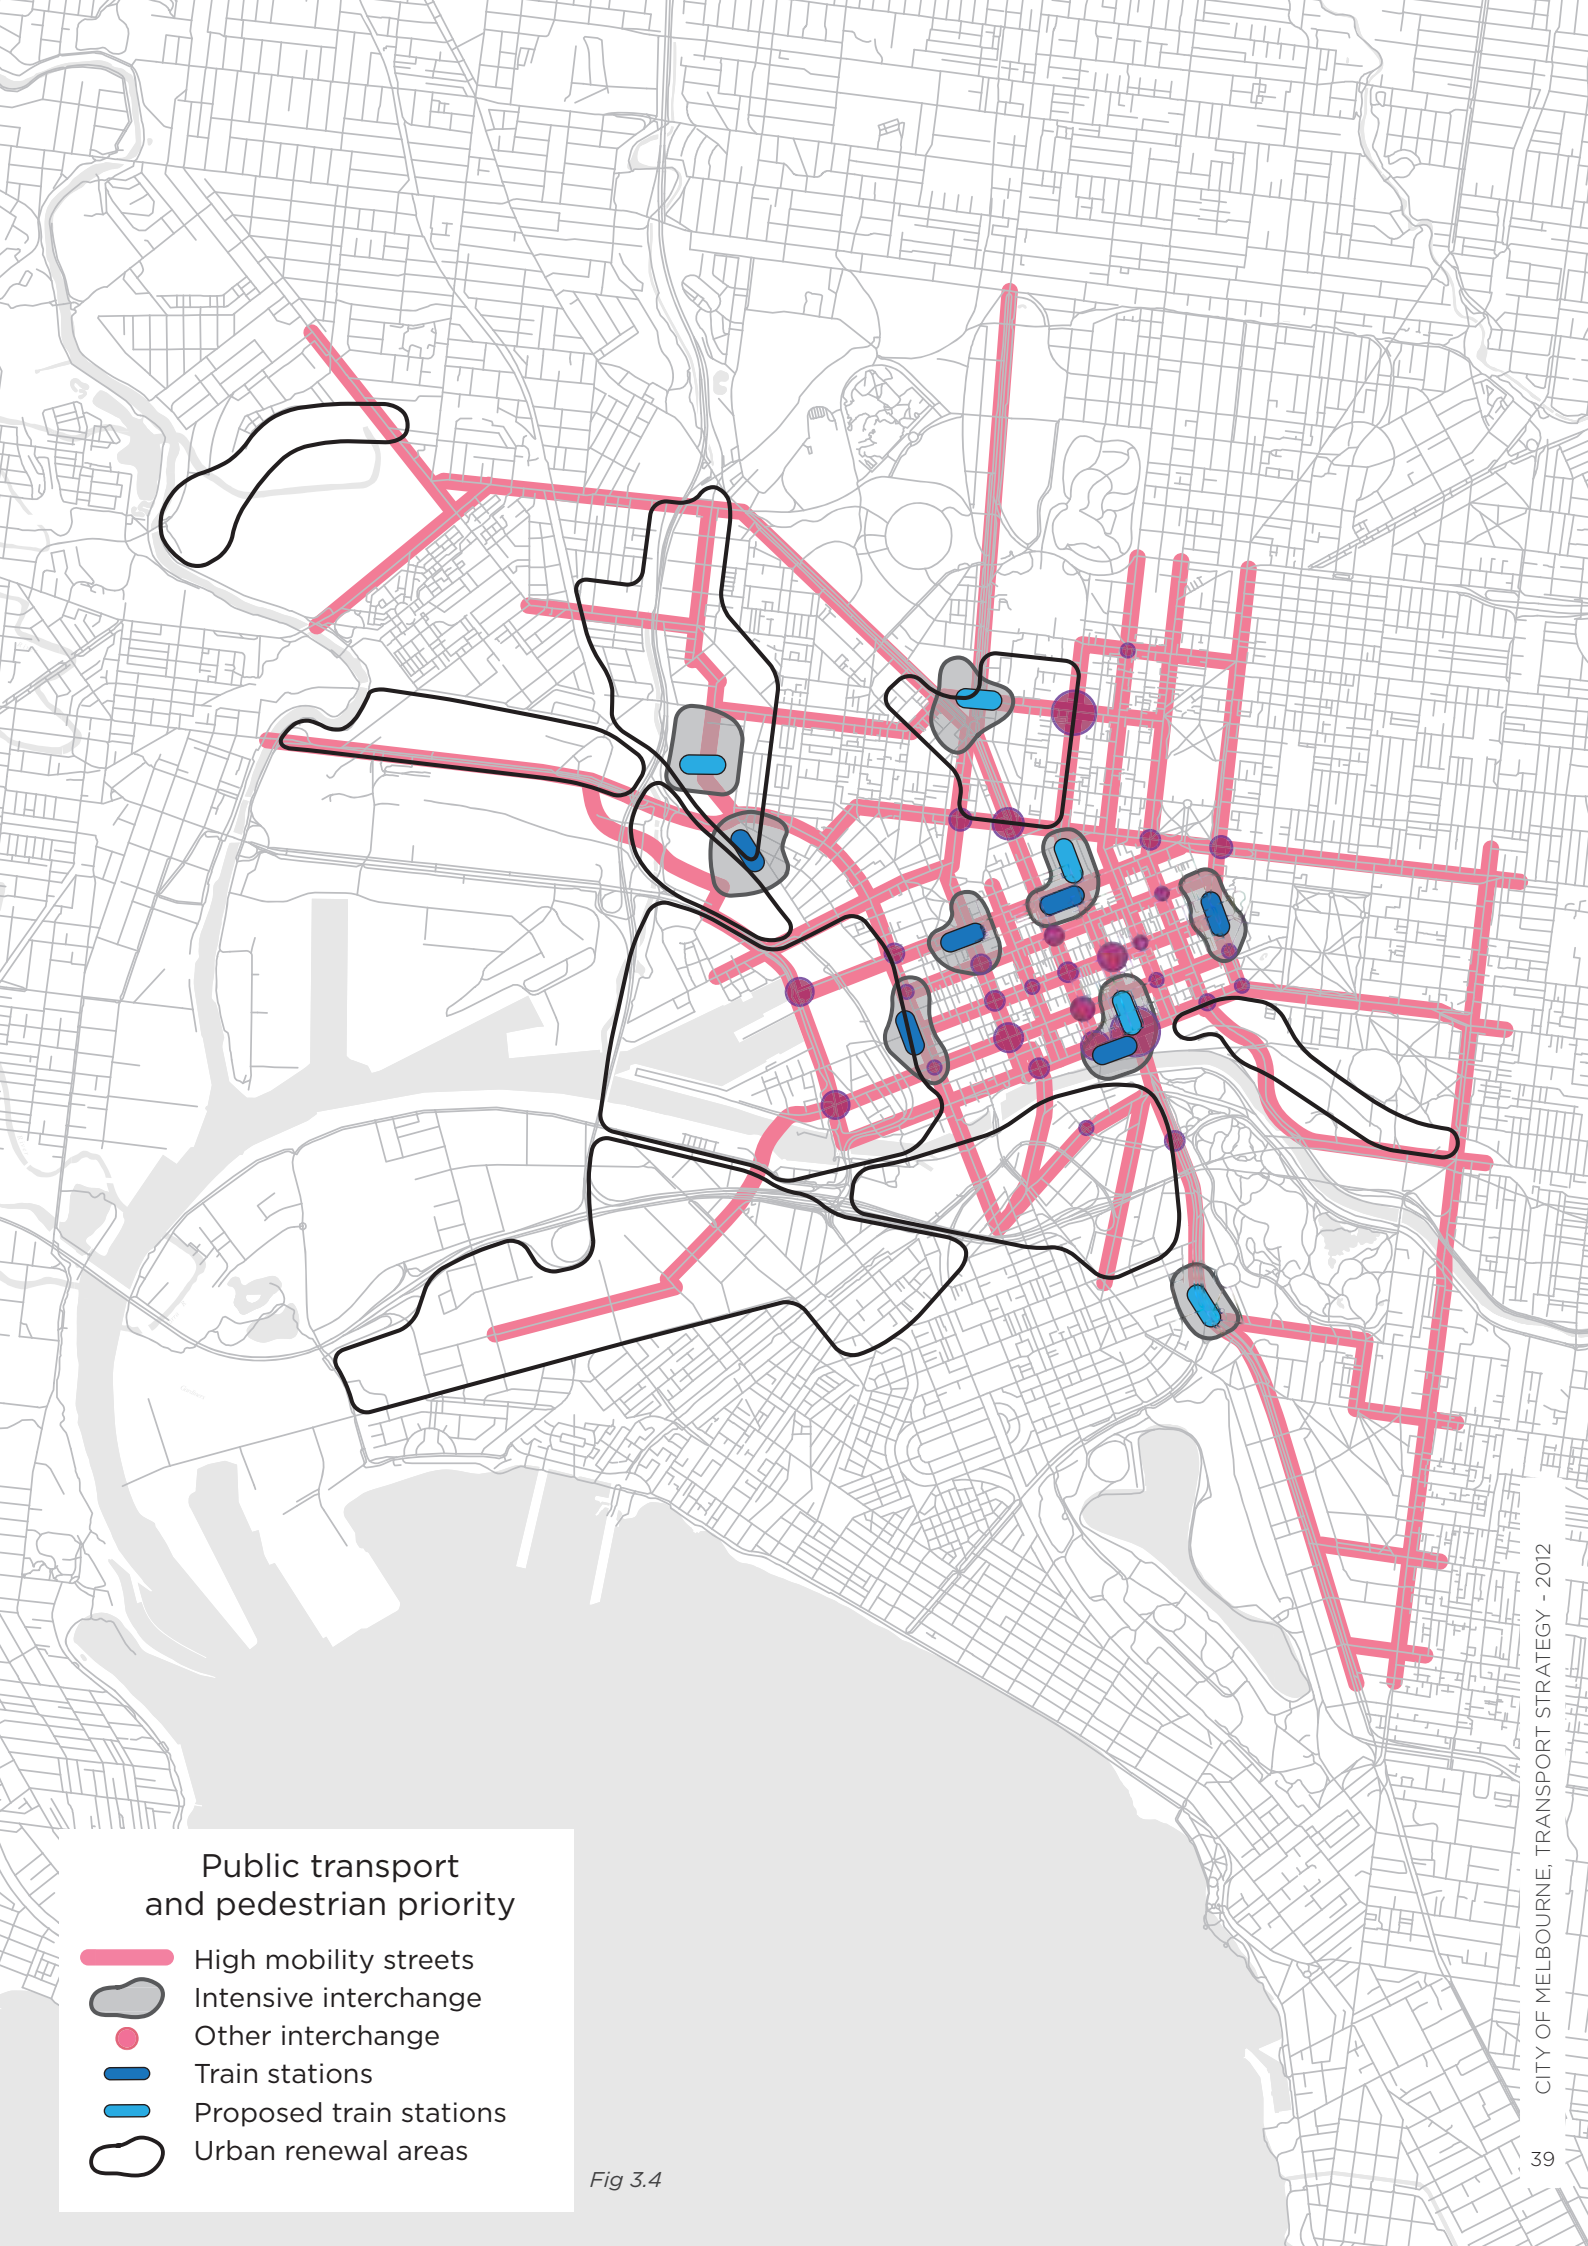 Public transport
and pedestrian priority
High mobility streets
Intensive interchange
Other interchange
Train stations
Proposed train stations
Urban renewal areas
Fig 3.4
CITY OF MELBOURNE, TRANSPORT STRATEGY - 2012
39